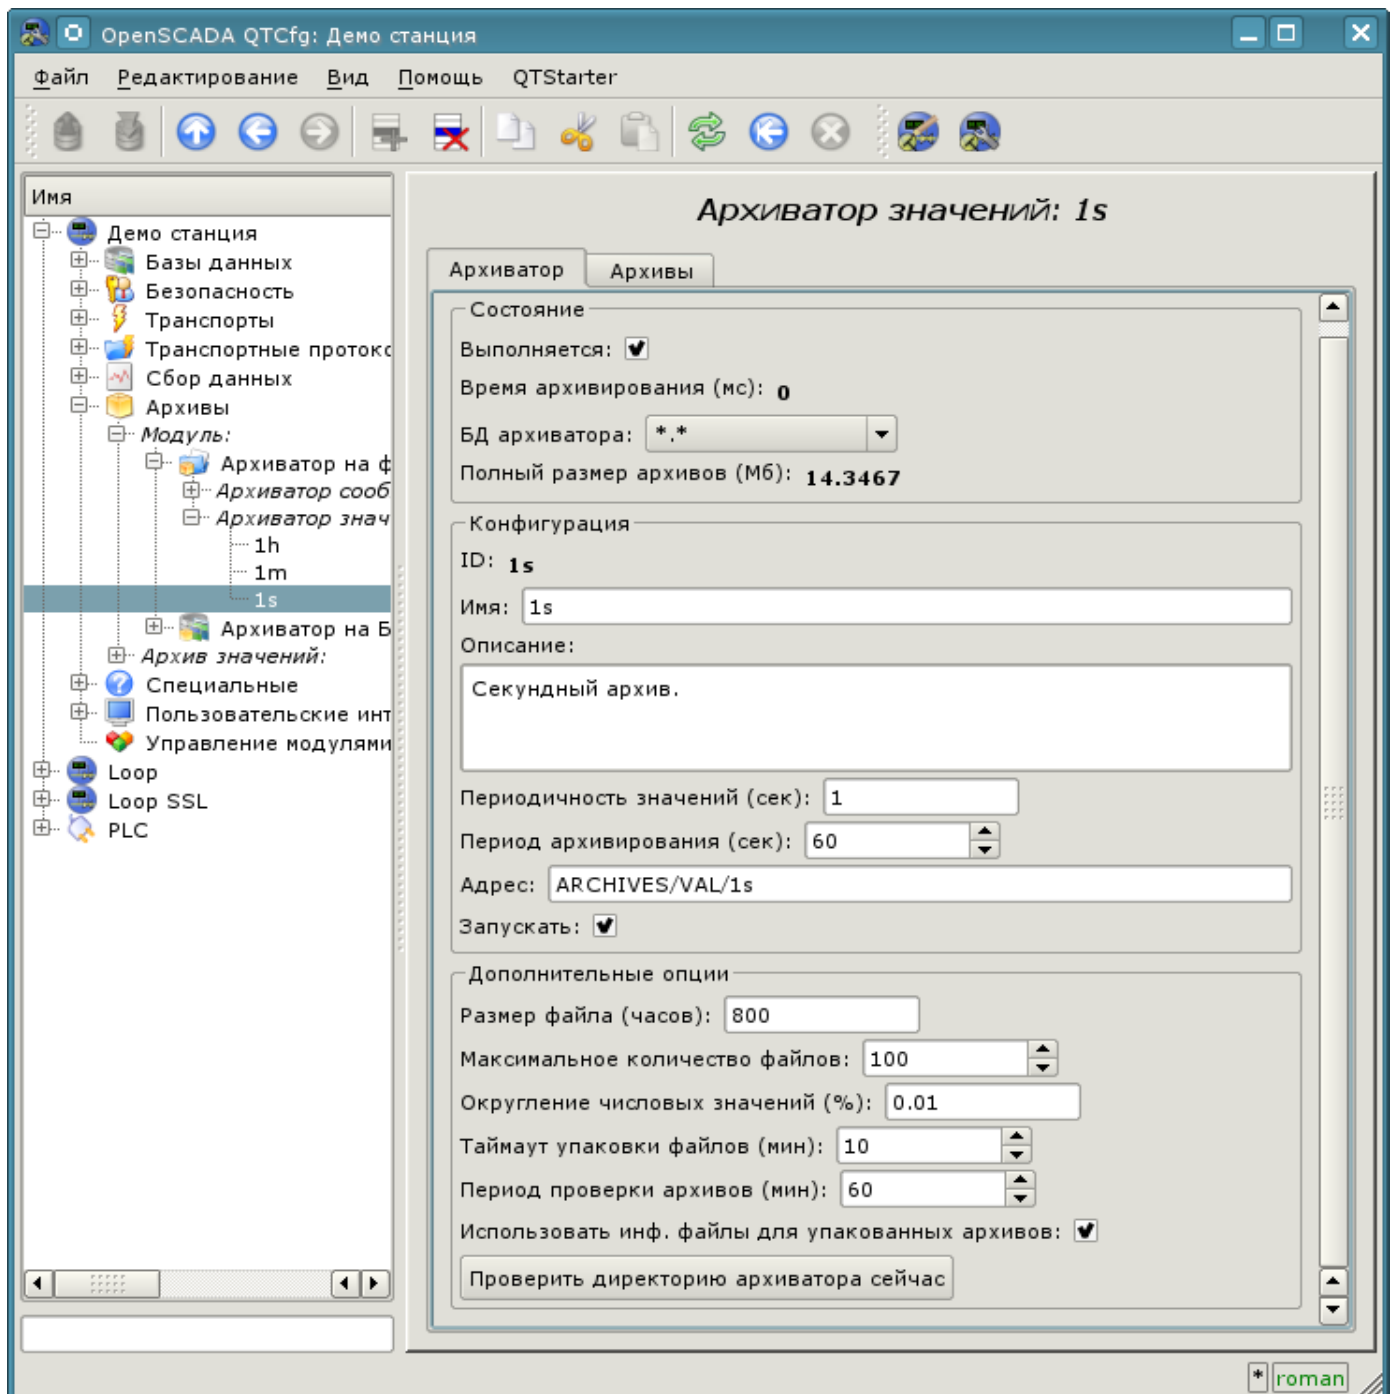 OpenSCADA QTCfg: Демо станция
Файл Редактирование Вид Помощь QTStarter
Имя
Демо станция
Базы данных
Безопасность
Транспорты
Транспортные протокс
Сбор данных
Архивы
Модуль:
Архиватор на ф
Архиватор сооб
Архиватор знач
1h
1m
1s
Архиватор на Б
Архив значений:
Специальные
Пользовательские инт
Управление модулями
Loop
Loop SSL
PLC
Архиватор значений: 1s
Архиватор Архивы
Состояние
Выполняется:
Время архивирования (мс): 0
БД архиватора: *.*
Полный размер архивов (Мб): 14.3467
Конфигурация
ID: 1s
Имя: 1s
Описание:
Секундный архив.
Периодичность значений (сек): 1
Период архивирования (сек): 60
Адрес: ARCHIVES/VAL/1s
Запускать:
Дополнительные опции
Размер файла (часов): 800
Максимальное количество файлов: 100
Округление числовых значений (%): 0.01
Таймаут упаковки файлов (мин): 10
Период проверки архивов (мин): 60
Использовать инф. файлы для упакованных архивов:
Проверить директорию архиватора сейчас
* roman